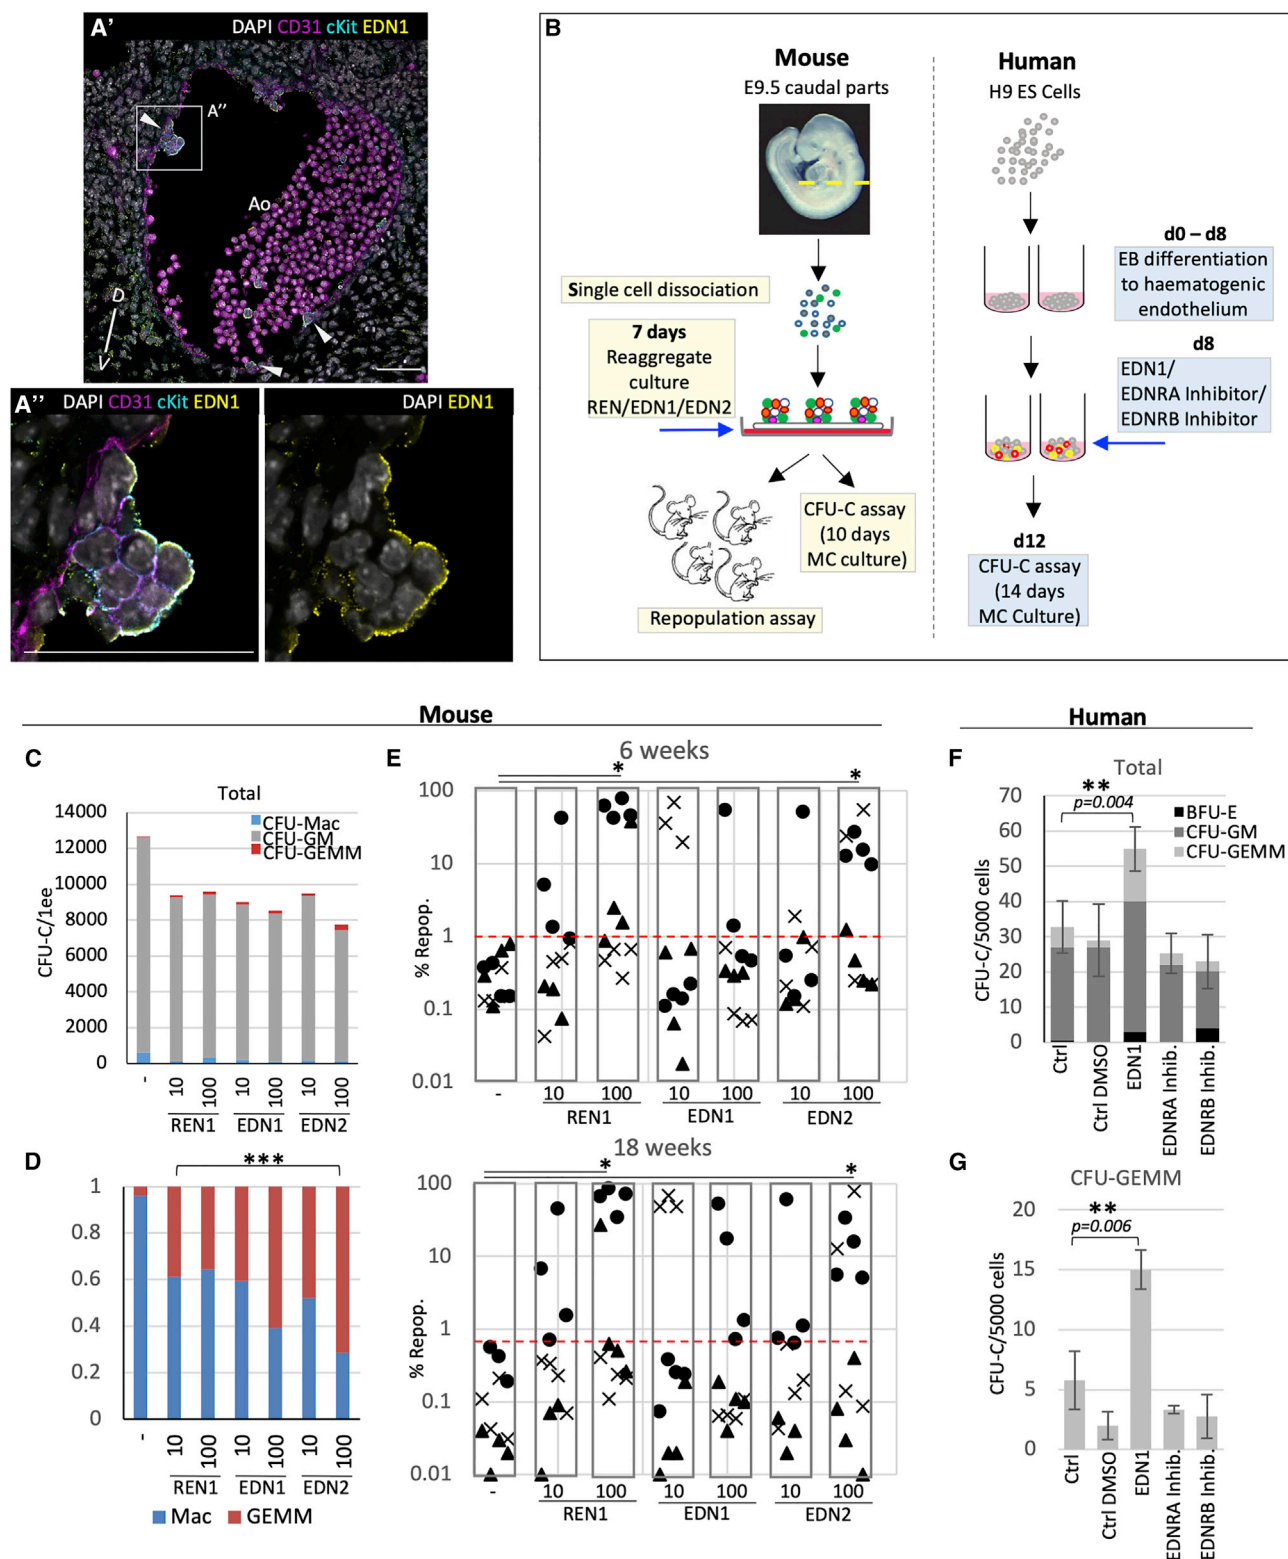 A'
DAPI CD31 cKit EDN1
A''
Ao
D
V
A''
DAPI CD31 cKit EDN1
DAPI EDN1
B
Mouse
E9.5 caudal parts
Single cell dissociation
7 days
Reaggregate
culture
REN/EDN1/EDN2
CFU-C assay
(10 days
MC culture)
Repopulation assay
Human
H9 ES Cells
d0 – d8
EB differentiation
to haematogenic
endothelium
d8
EDN1/
EDNRA Inhibitor/
EDNRB Inhibitor
d12
CFU-C assay
(14 days
MC Culture)
Mouse
Human
C
Total
CFU-Mac
CFU-GM
CFU-GEMM
CFU-C/1ee
14000
12000
10000
8000
6000
4000
2000
0
- 10 100 10 100 10 100
REN1 EDN1 EDN2
D
***
1
0.8
0.6
0.4
0.2
0
- 10 100 10 100 10 100
REN1 EDN1 EDN2
Mac GEMM
E
6 weeks
* *
% Repop.
100
10
1
0.1
0.01
- 10 100 10 100 10 100
REN1 EDN1 EDN2
18 weeks
* *
% Repop.
100
10
1
0.1
0.01
- 10 100 10 100 10 100
REN1 EDN1 EDN2
F
Total
**
p=0.004
BFU-E
CFU-GM
CFU-GEMM
CFU-C/5000 cells
70
60
50
40
30
20
10
0
Ctrl
Ctrl DMSO
EDN1
EDNRA Inhib.
EDNRB Inhib.
G
CFU-GEMM
**
p=0.006
CFU-C/5000 cells
20
15
10
5
0
Ctrl
Ctrl DMSO
EDN1
EDNRA Inhib.
EDNRB Inhib.